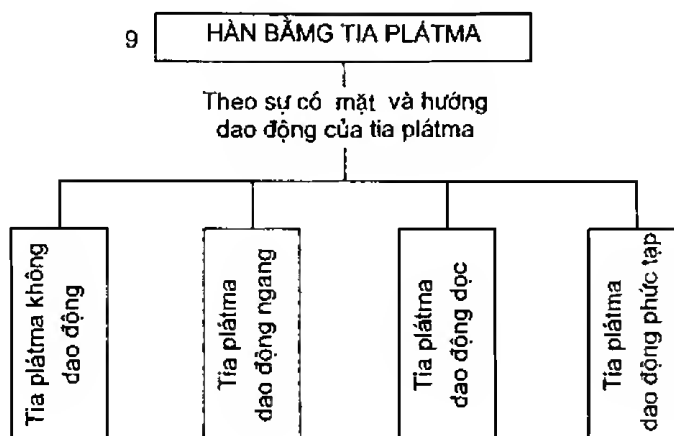 9 HÀN BẰMG TIA PLÁTMA
Theo sự có mặt và hướng
dao động của tia plátma
Tia plátma không
dao động
Tia plátma
dao động ngang
Tia plátma
dao động dọc
Tia plátma
dao động phức tạp